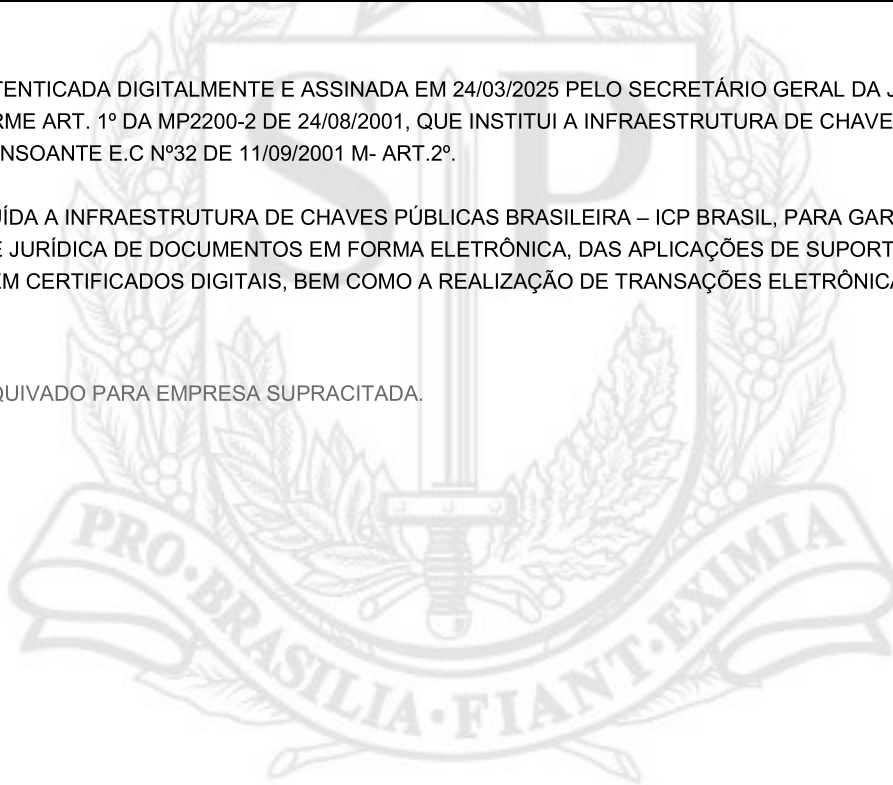 TENTICADA DIGITALMENTE E ASSINADA EM 24/03/2025 PELO SECRETÁRIO GERAL DA J
RME ART. 1º DA MP2200-2 DE 24/08/2001, QUE INSTITUI A INFRAESTRUTURA DE CHAVE
NSOANTE E.C Nº32 DE 11/09/2001 M- ART.2º.
ÍDA A INFRAESTRUTURA DE CHAVES PÚBLICAS BRASILEIRA – ICP BRASIL, PARA GAR
E JURÍDICA DE DOCUMENTOS EM FORMA ELETRÔNICA, DAS APLICAÇÕES DE SUPORT
EM CERTIFICADOS DIGITAIS, BEM COMO A REALIZAÇÃO DE TRANSAÇÕES ELETRÔNICA
QUIVADO PARA EMPRESA SUPRACITADA.
SP
PRO·BRASILIA·FIANT·EXIMIA